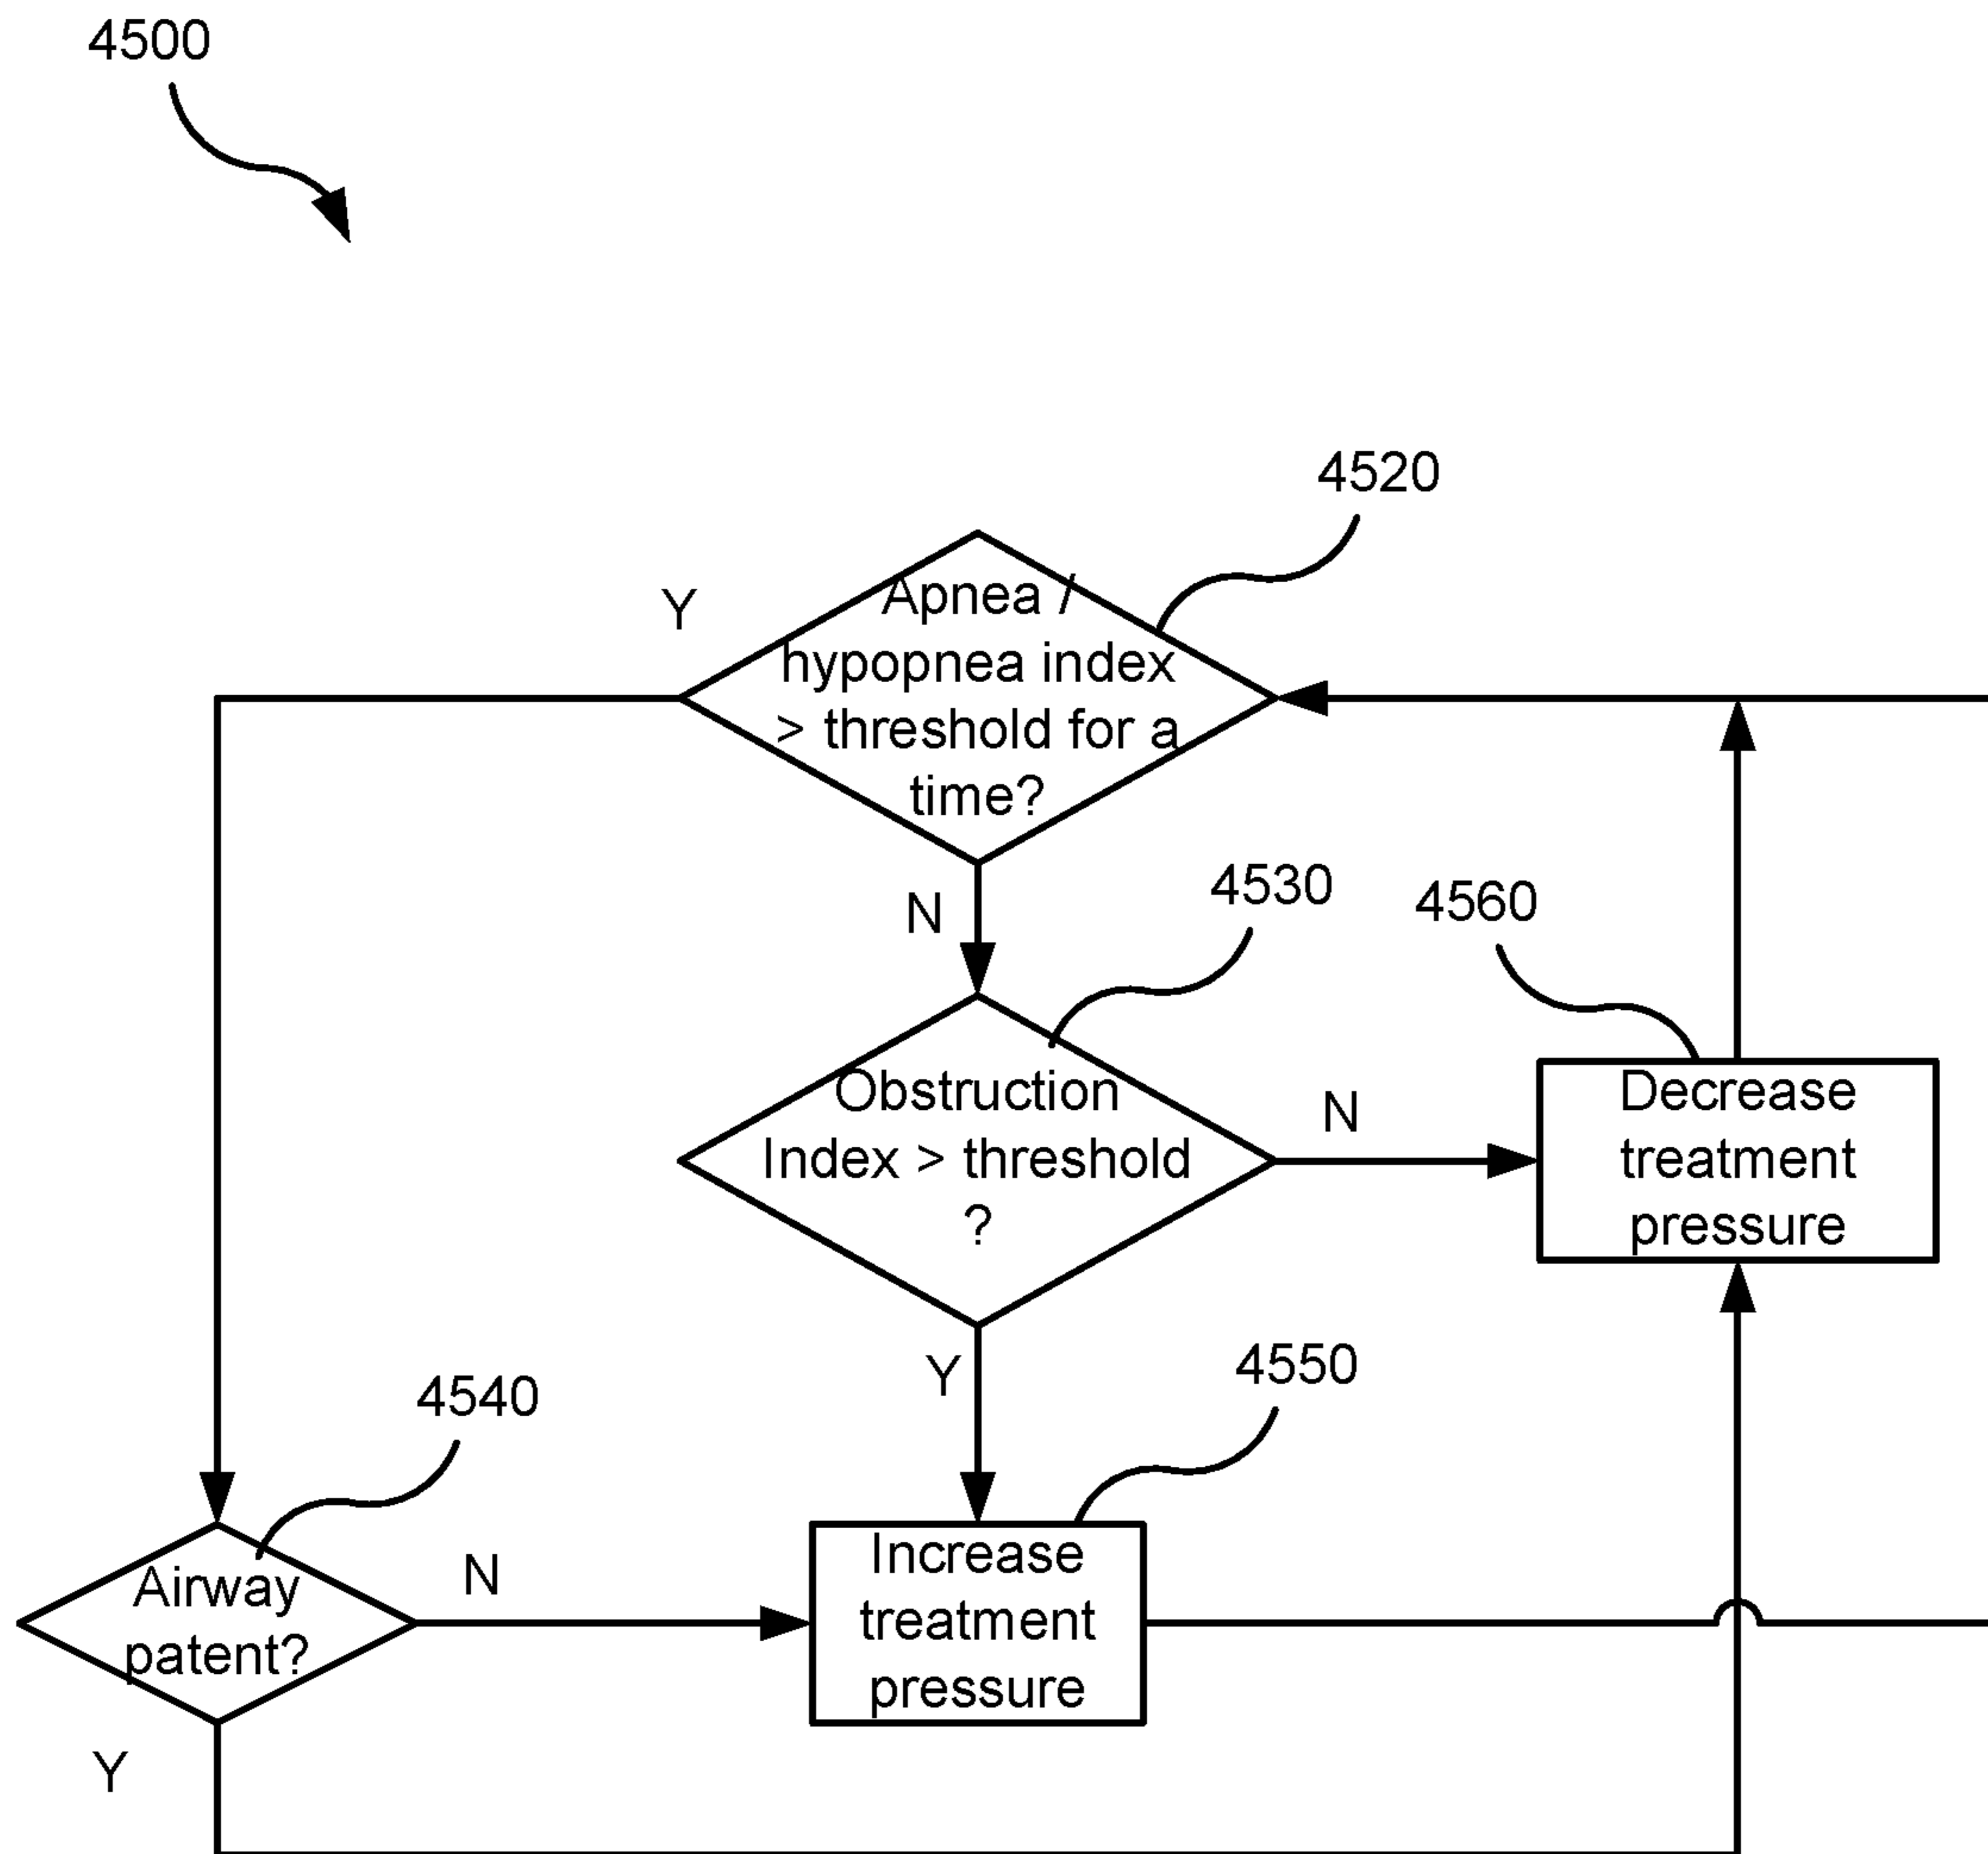 4500
4520
Y
Apnea /
hypopnea index
> threshold for a
time?
N
4530
4560
Obstruction
Index > threshold
?
N
Decrease
treatment
pressure
Y
4550
4540
Airway
patent?
N
Increase
treatment
pressure
Y